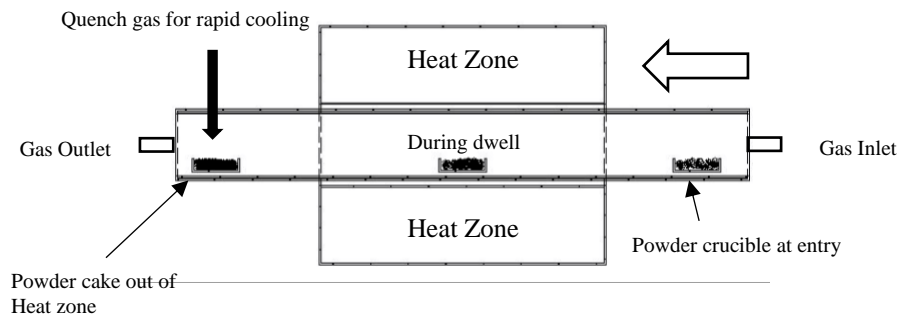 Quench gas for rapid cooling
Heat Zone
During dwell
Gas Outlet
Gas Inlet
Heat Zone
Powder crucible at entry
Powder cake out of
Heat zone